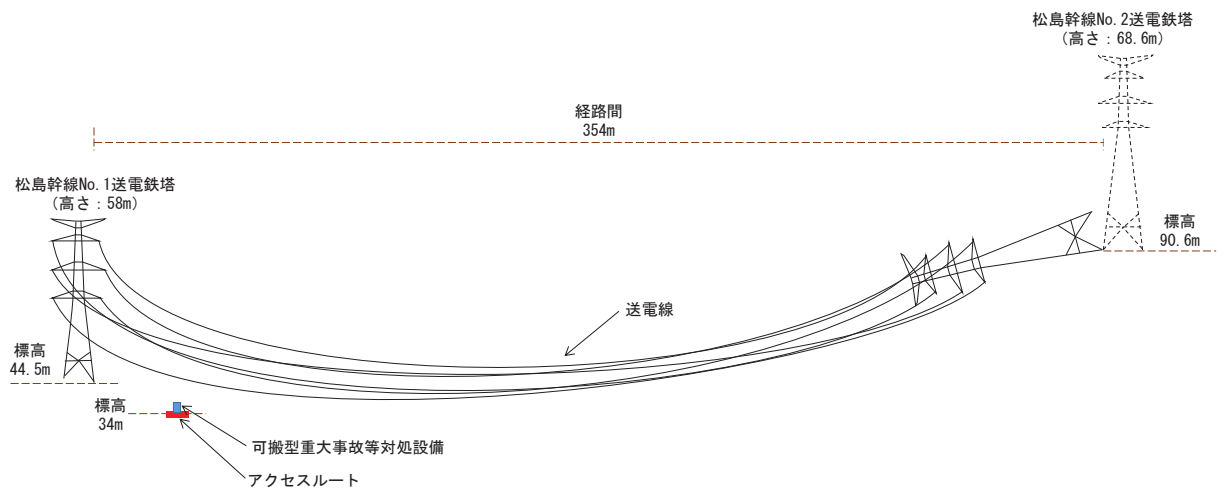 松島幹線No.2送電鉄塔
(高さ:68.6m)
経路間
354m
松島幹線No.1送電鉄塔
(高さ:58m)
標高
90.6m
送電線
標高
44.5m
標高
34m
可搬型重大事故等対処設備
アクセスルート